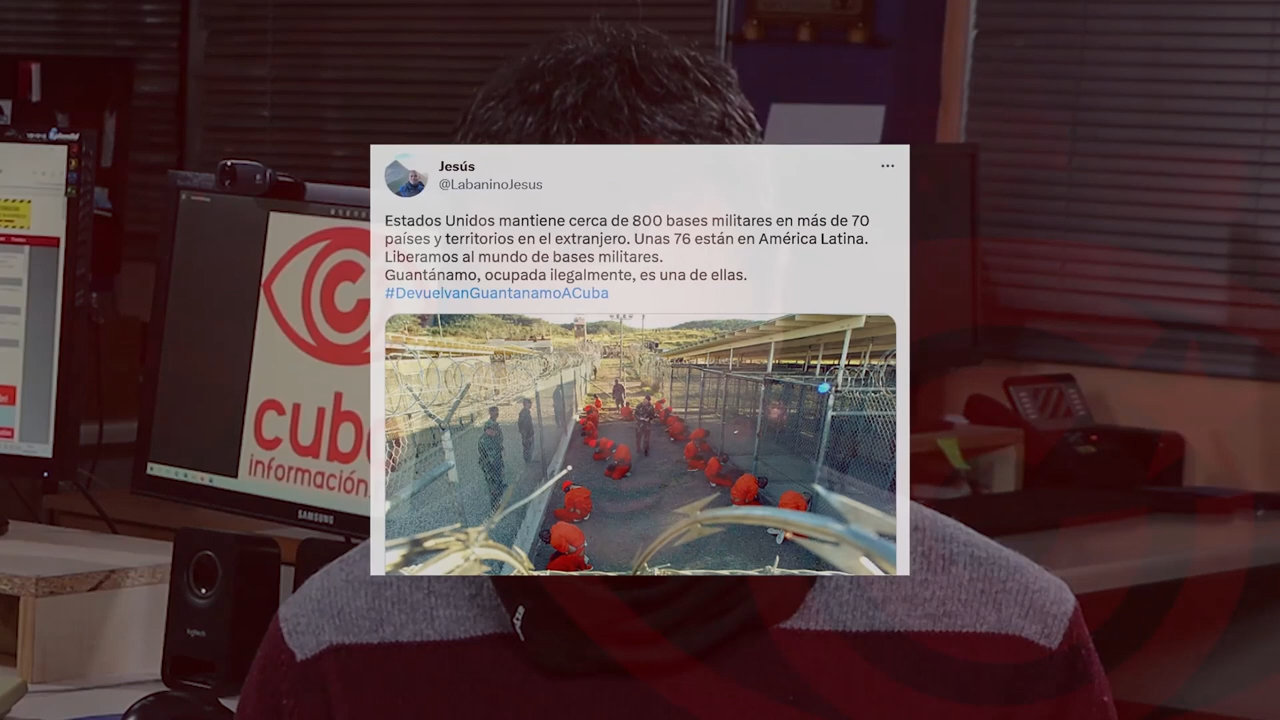 Jesús
@LabaninoJesus
Estados Unidos mantiene cerca de 800 bases militares en más de 70
países y territorios en el extranjero. Unas 76 están en América Latina.
Liberamos al mundo de bases militares.
Guantánamo, ocupada ilegalmente, es una de ellas.
#DevuelvanGuantanamoACuba
cub
información
SAMSUNG
logitech